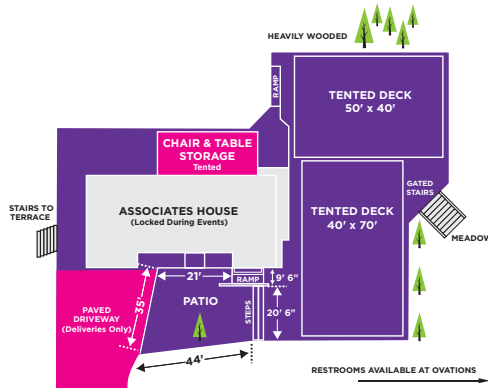 HEAVILY WOODED
RAMP
TENTED DECK
50' x 40'
CHAIR & TABLE
STORAGE
Tented
GATED
STAIRS
STAIRS TO
TERRACE
ASSOCIATES HOUSE
(Locked During Events)
TENTED DECK
40' x 70'
MEADOW
21'
RAMP
9' 6"
35'
PAVED
DRIVEWAY
(Deliveries Only)
PATIO
STEPS
20' 6"
44'
RESTROOMS AVAILABLE AT OVATIONS